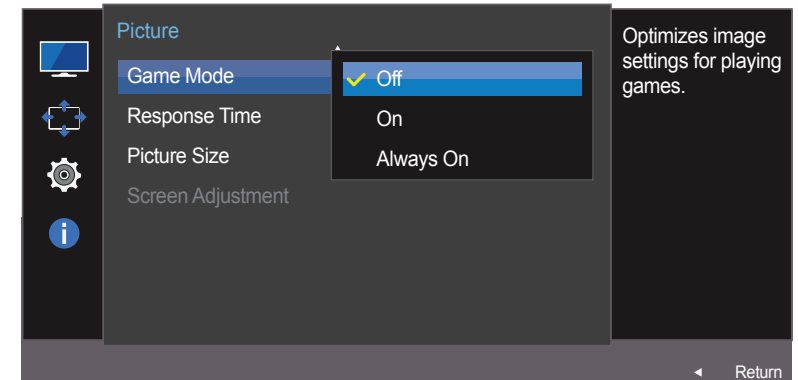 Picture
Game Mode
Off
Response Time
On
Picture Size
Always On
Screen Adjustment
Optimizes image
settings for playing
games.
Return